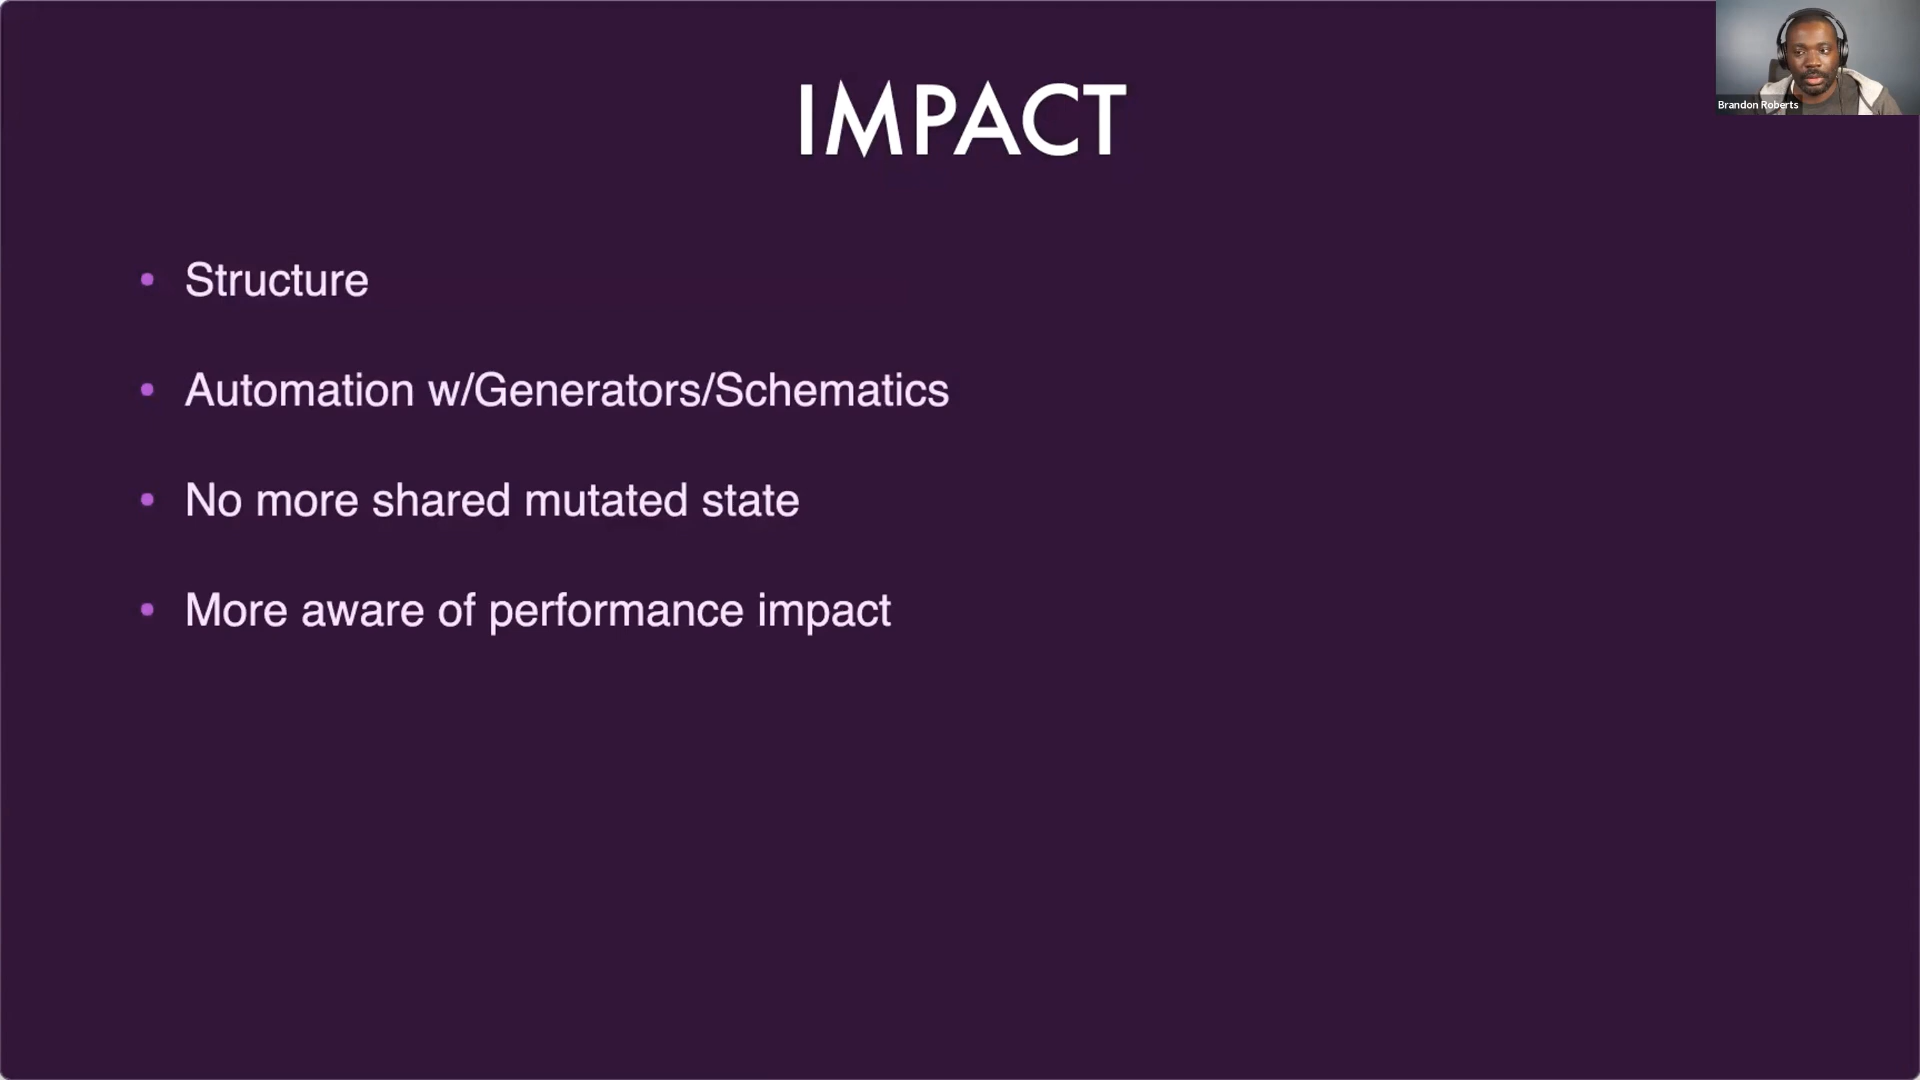 IMPACT
Brandon Roberts
• Structure
• Automation w/Generators/Schematics
• No more shared mutated state
• More aware of performance impact